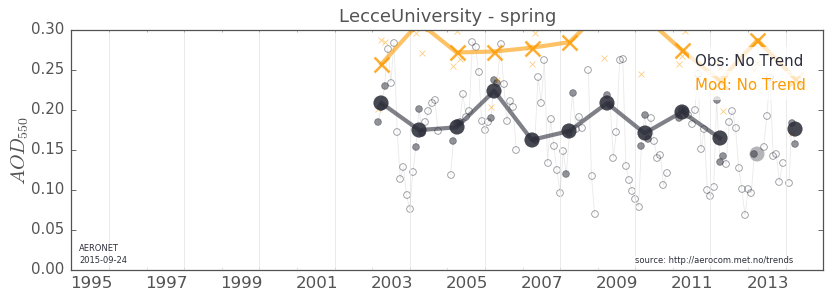 LecceUniversity - spring
0.30
0.25
0.20
0.15
0.10
0.05
0.00
AOD550
Obs: No Trend
Mod: No Trend
AERONET
2015-09-24
source: http://aerocom.met.no/trends
1995 1997 1999 2001 2003 2005 2007 2009 2011 2013